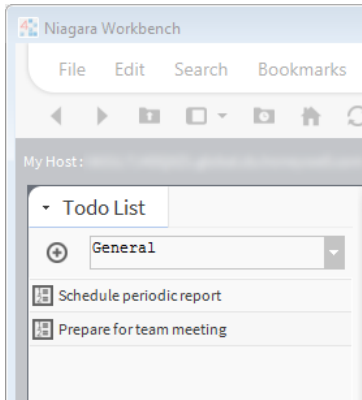 Niagara Workbench
File Edit Search Bookmarks
My Host:
Todo List
General
Schedule periodic report
Prepare for team meeting